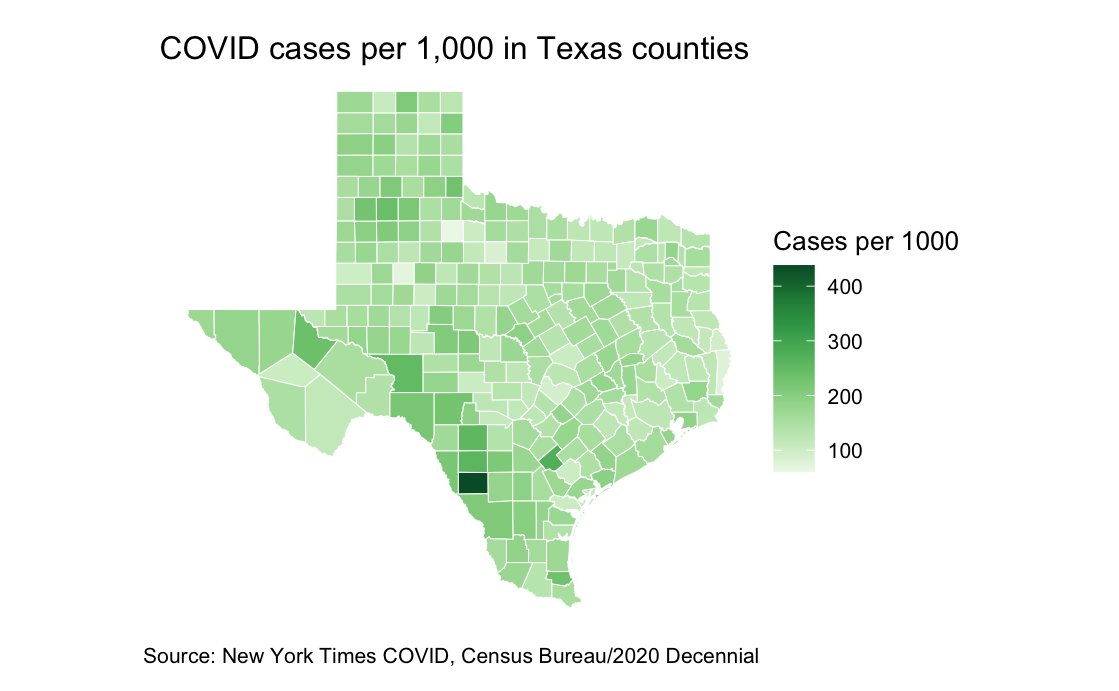 COVID cases per 1,000 in Texas counties
Cases per 1000
400
300
200
100
Source: New York Times COVID, Census Bureau/2020 Decennial